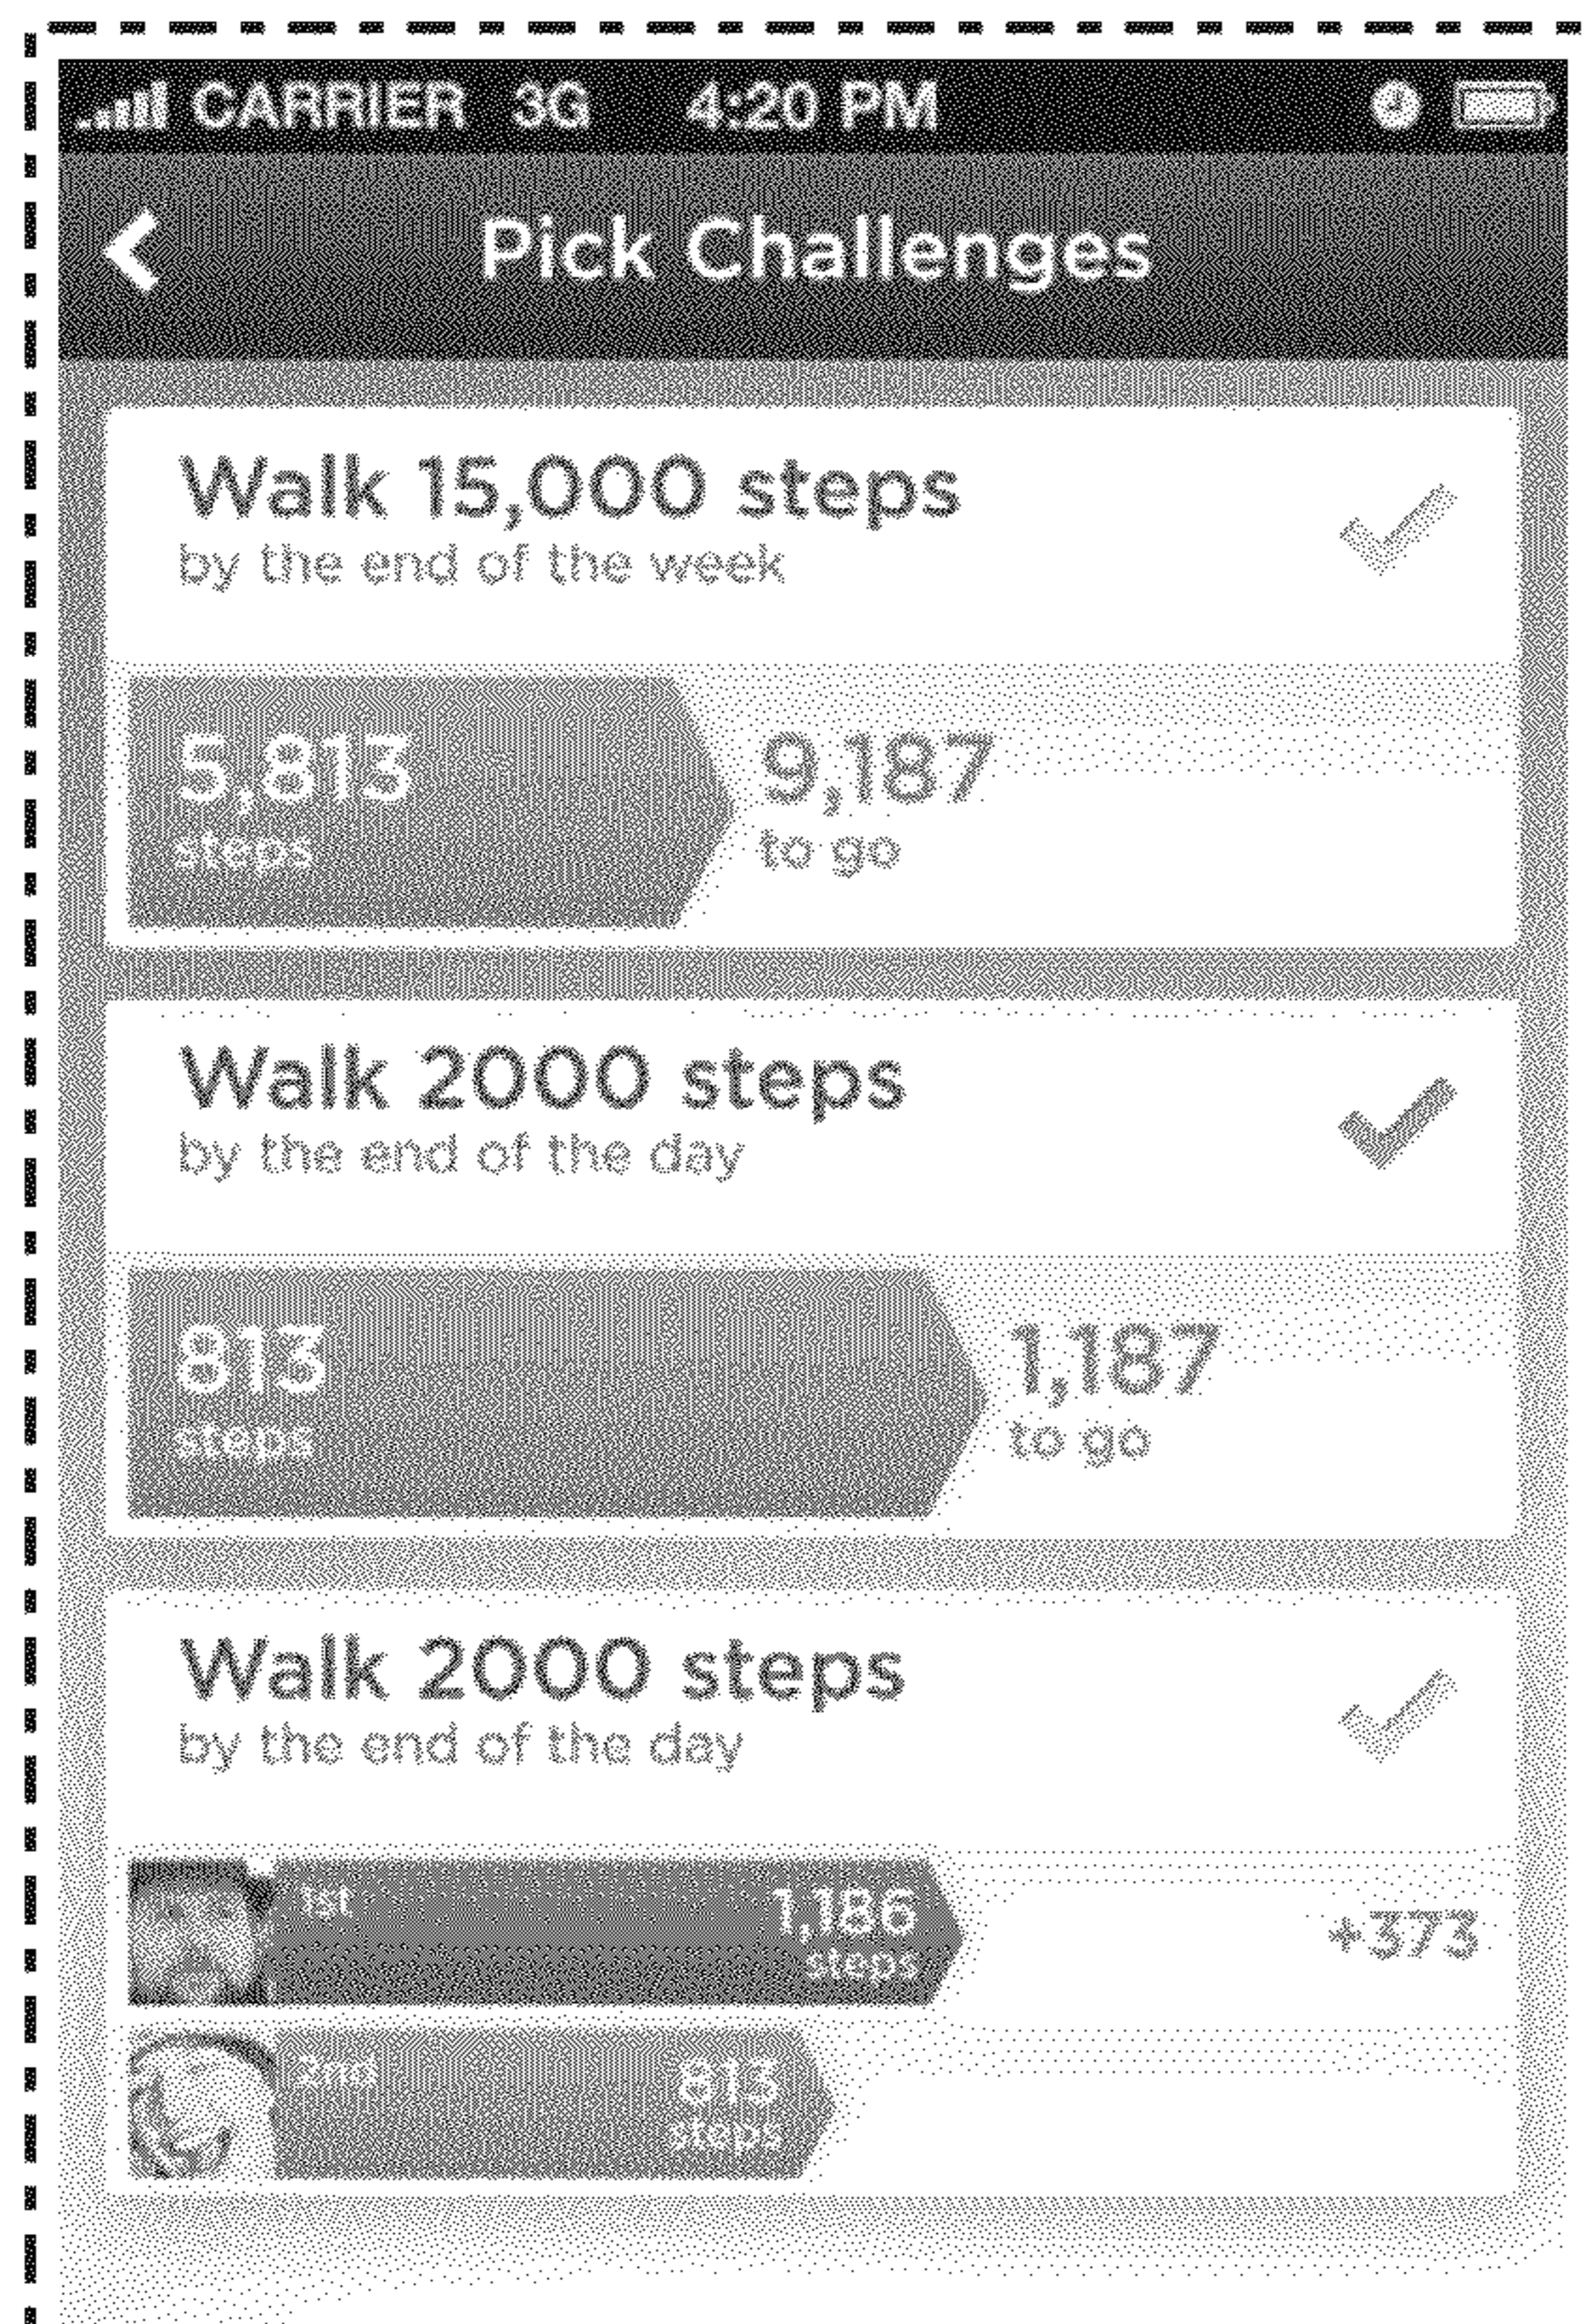 CARRIER 3G 4:20 PM
Pick Challenges
Walk 15,000 steps
by the end of the week
5,813 9,187
steps to go
Walk 2000 steps
by the end of the day
813 1,187
steps to go
Walk 2000 steps
by the end of the day
1st 1,186 +373
steps
2nd 813
steps